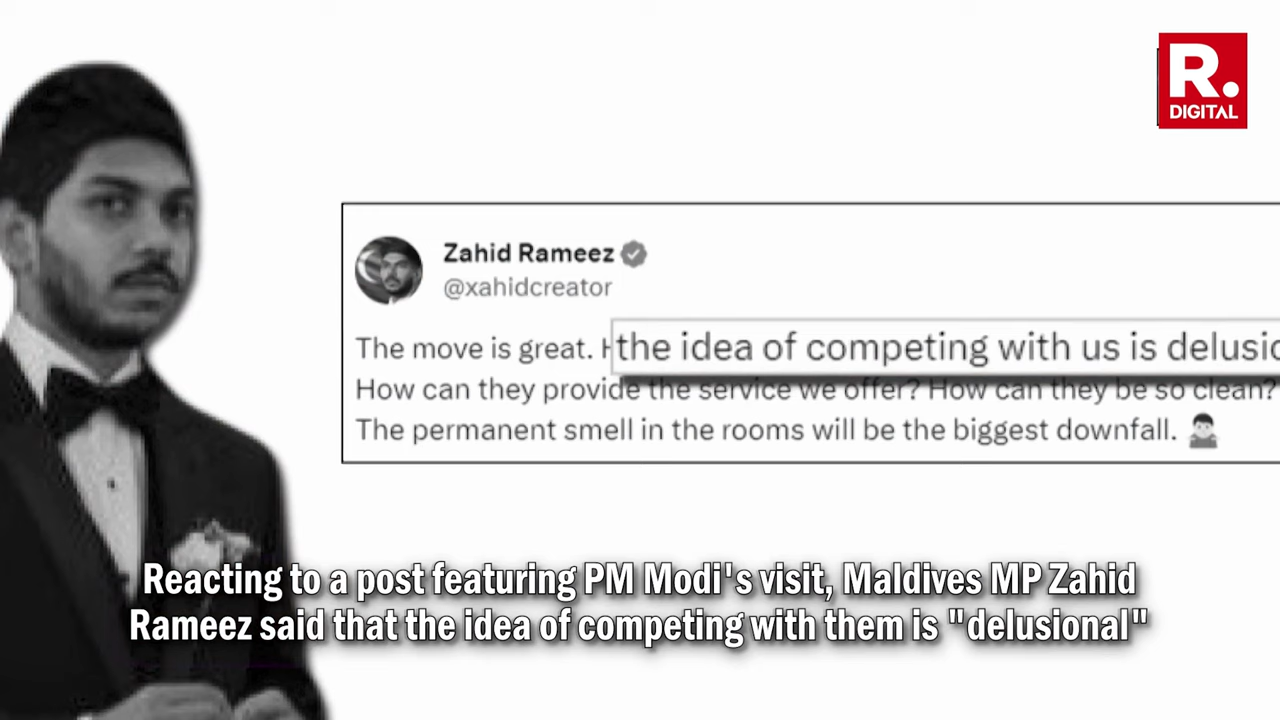 R.
DIGITAL
Zahid Rameez
@xahidcreator
The move is great. the idea of competing with us is
How can they provide the service we offer? How can they be so clean?
The permanent smell in the rooms will be the biggest downfall.
Reacting to a post featuring PM Modi's visit, Maldives MP Zahid
Rameez said that the idea of competing with them is "delusional"